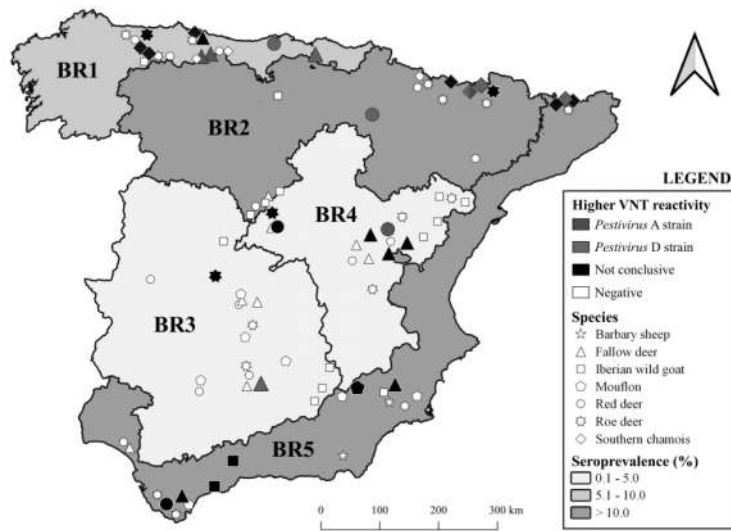 BR1
BR2
BR4
BR3
BR5
0 100 200 300 km
LEGEND
Higher VNT reactivity
Pestivirus A strain
Pestivirus D strain
Not conclusive
Negative
Species
Barbary sheep
Fallow deer
Iberian wild goat
Mouflon
Red deer
Roe deer
Southern chamois
Seroprevalence (%)
0.1 - 5.0
5.1 - 10.0
> 10.0